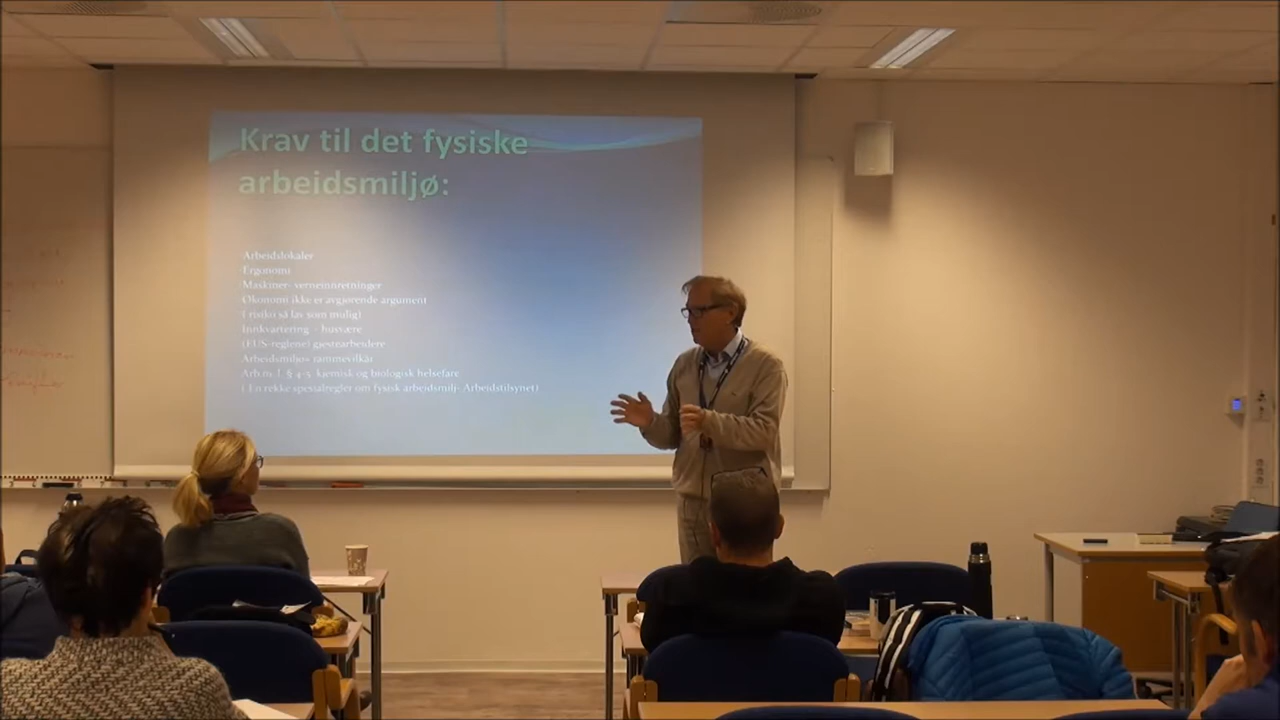 Krav til det fysiske
arbeidsmiljø:
Arbeidslokaler
Ergonomi
Maskiner- verneinnretninger
Økonomi ikke er avgjørende argument
( risiko så lav som mulig)
Innkvartering - husvære
(EUS-reglene) gjestearbeidere
Arbeidsmiljø= rammevilkår
Arb.m. l. § 4-5 kjemisk og biologisk helsefare
( En rekke spesialregler om fysisk arbeidsmilj- Arbeidstilsynet)